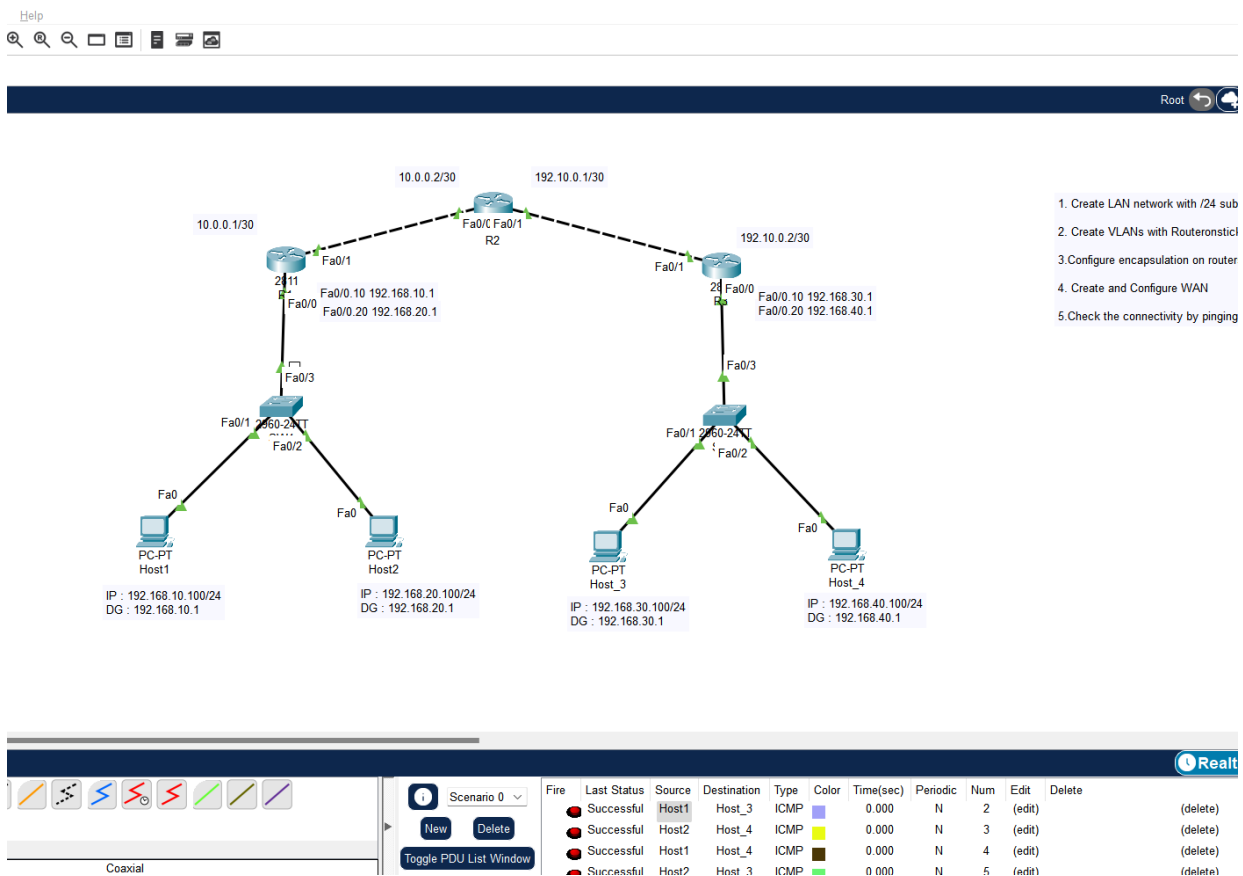 Help
Root
10.0.0.2/30
192.10.0.1/30
10.0.0.1/30
Fa0/0 Fa0/1
R2
Fa0/1
192.10.0.2/30
Fa0/1
2811
Fa0/0
Fa0/0.10 192.168.10.1
Fa0/0.20 192.168.20.1
Fa0/0
Fa0/0.10 192.168.30.1
Fa0/0.20 192.168.40.1
1. Create LAN network with /24 sub
2. Create VLANs with Routeronstick
3.Configure encapsulation on router
4. Create and Configure WAN
5.Check the connectivity by pinging
Fa0/3
Fa0/1
2960-24TT
Fa0/2
Fa0/3
Fa0/1
2960-24TT
Fa0/2
Fa0
PC-PT
Host1
IP : 192.168.10.100/24
DG : 192.168.10.1
Fa0
PC-PT
Host2
IP : 192.168.20.100/24
DG : 192.168.20.1
Fa0
PC-PT
Host_3
IP : 192.168.30.100/24
DG : 192.168.30.1
Fa0
PC-PT
Host_4
IP : 192.168.40.100/24
DG : 192.168.40.1
Realt
Coaxial
Scenario 0
New Delete
Toggle PDU List Window
Fire Last Status Source Destination Type Color Time(sec) Periodic Num Edit Delete
Successful Host1 Host_3 ICMP 0.000 N 2 (edit) (delete)
Successful Host2 Host_4 ICMP 0.000 N 3 (edit) (delete)
Successful Host1 Host_4 ICMP 0.000 N 4 (edit) (delete)
Successful Host2 Host_3 ICMP 0.000 N 5 (edit) (delete)